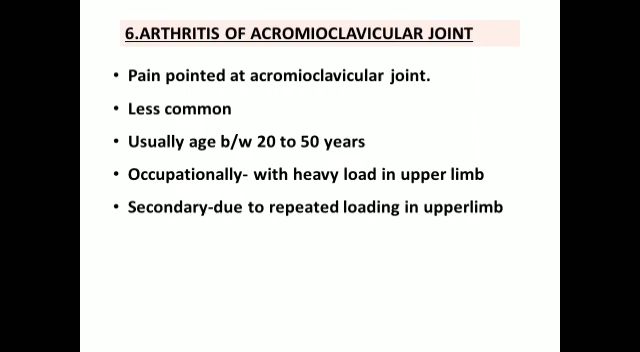 6.ARTHRITIS OF ACROMIOCLAVICULAR JOINT
• Pain pointed at acromioclavicular joint.
• Less common
• Usually age b/w 20 to 50 years
• Occupationally- with heavy load in upper limb
• Secondary-due to repeated loading in upperlimb